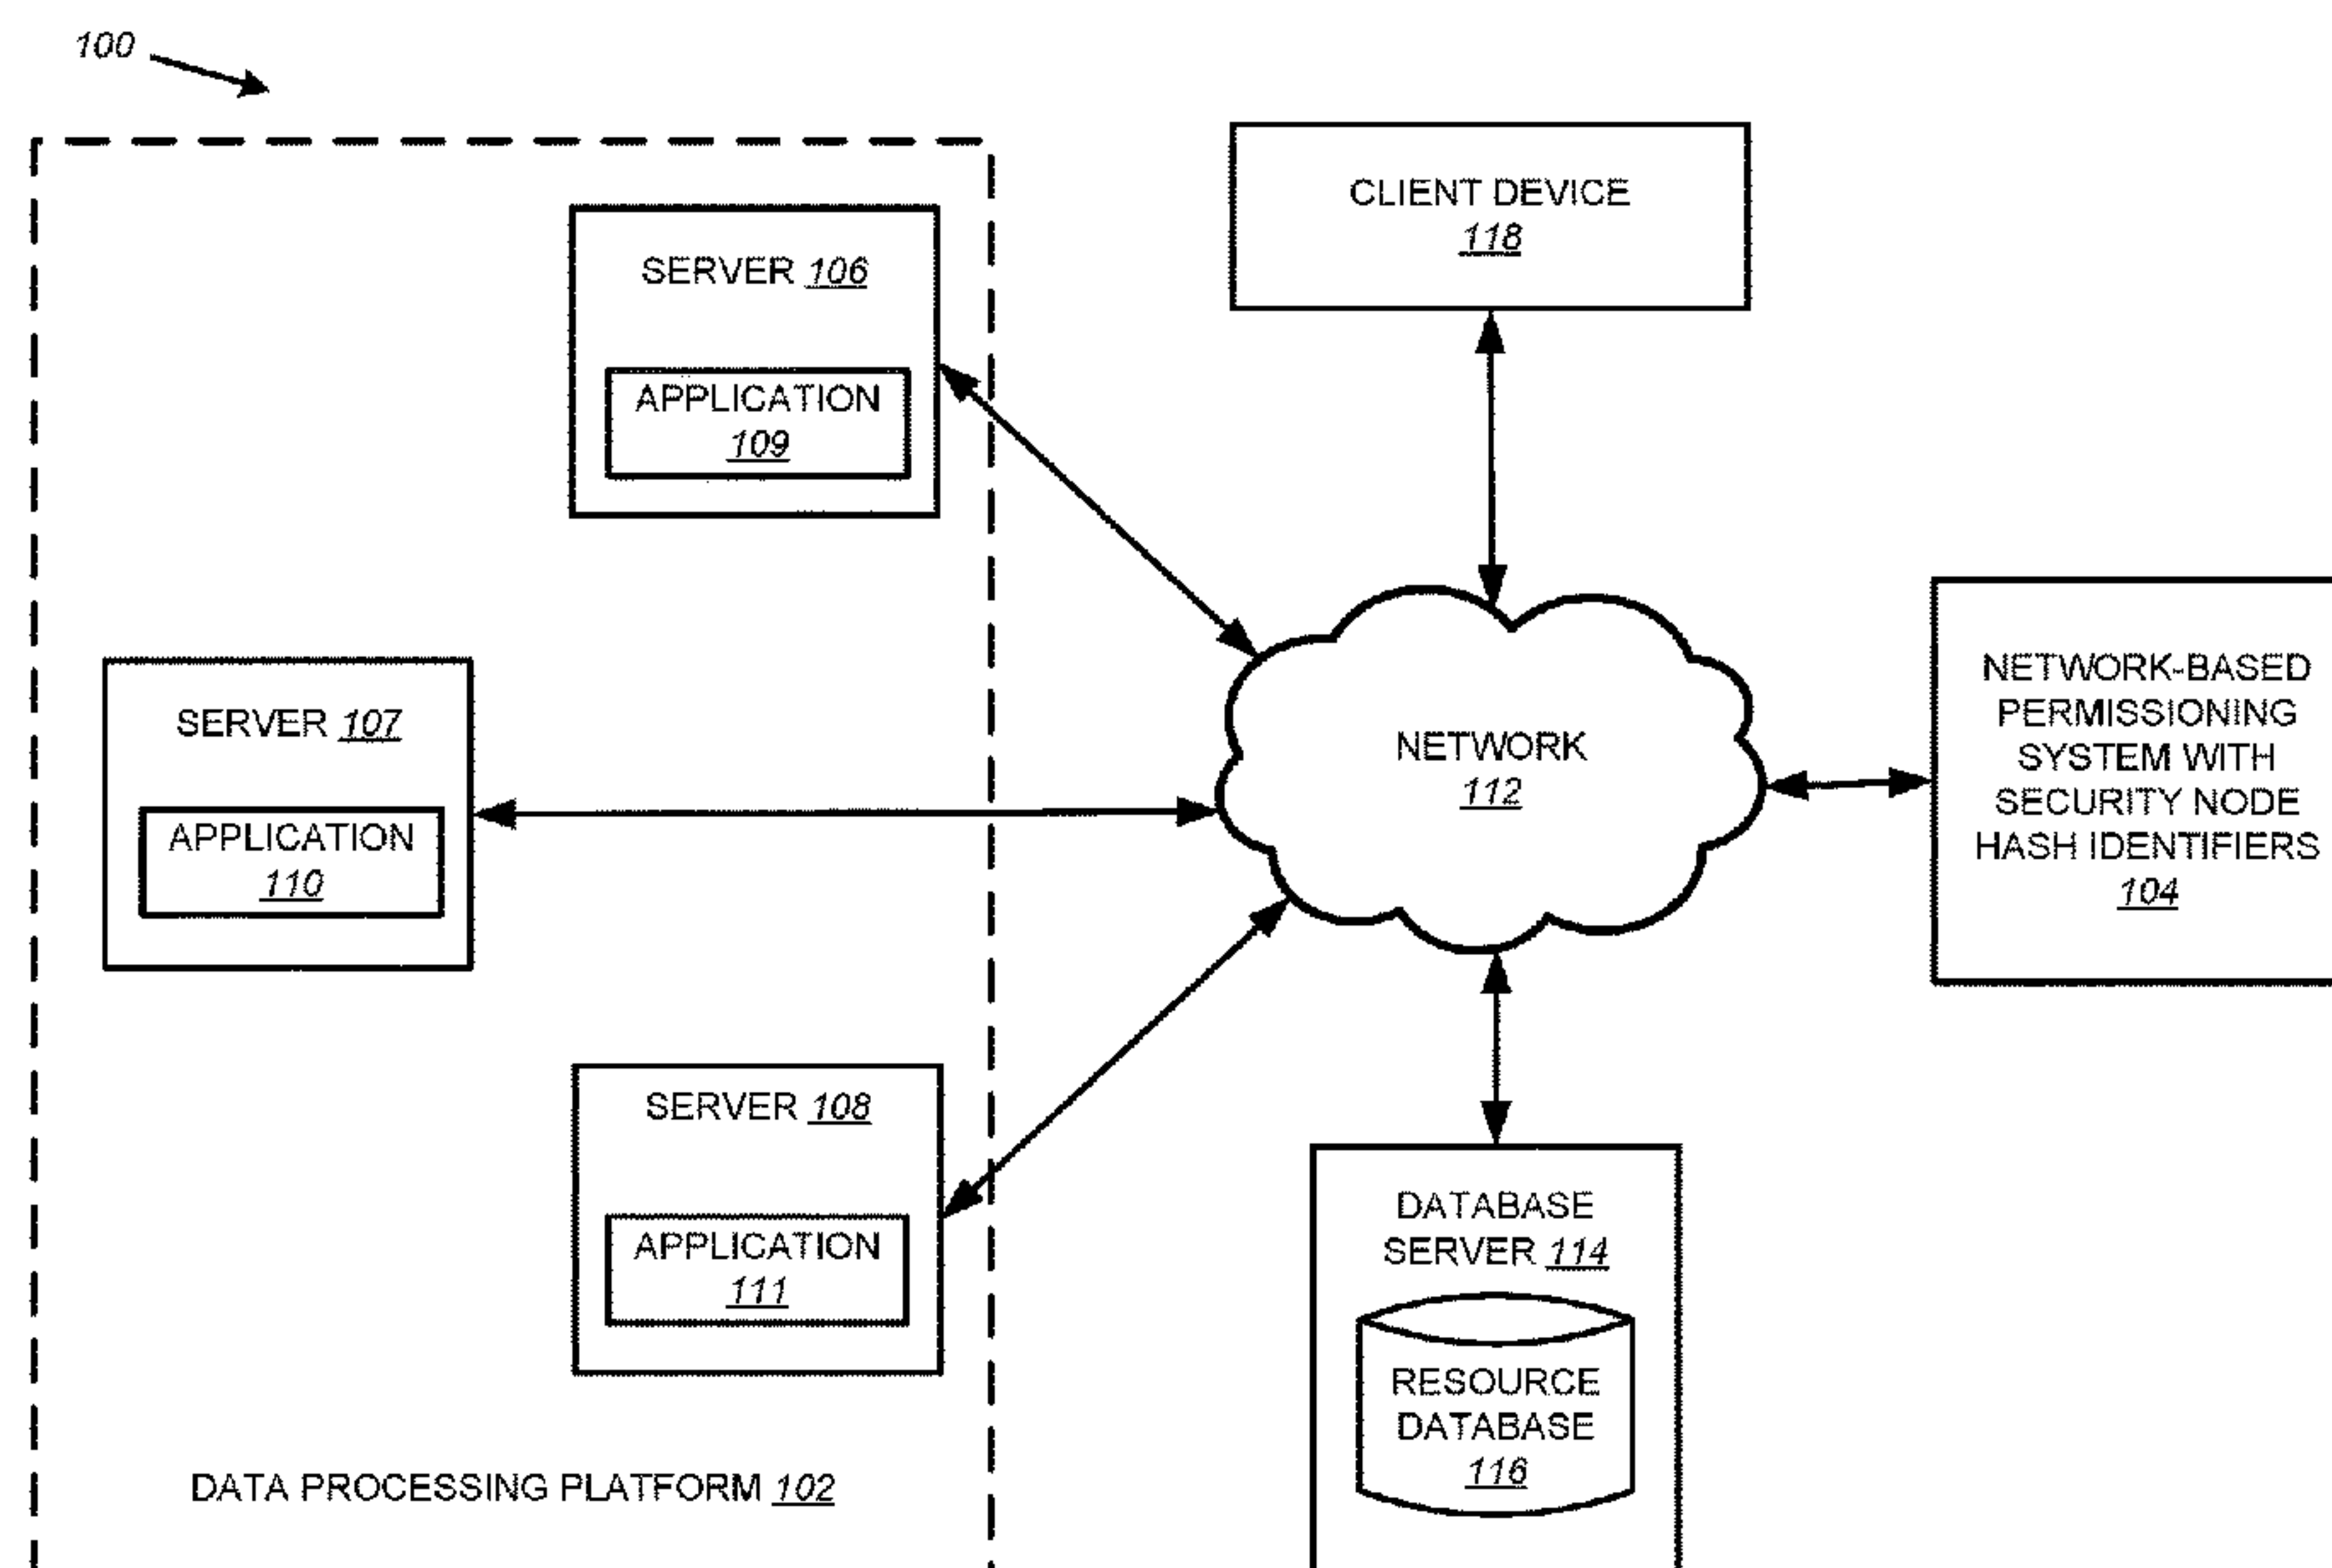 100
CLIENT DEVICE
118
SERVER 106
APPLICATION
109
SERVER 107
APPLICATION
110
NETWORK
112
NETWORK-BASED
PERMISSIONING
SYSTEM WITH
SECURITY NODE
HASH IDENTIFIERS
104
SERVER 108
APPLICATION
111
DATABASE
SERVER 114
RESOURCE
DATABASE
116
DATA PROCESSING PLATFORM 102